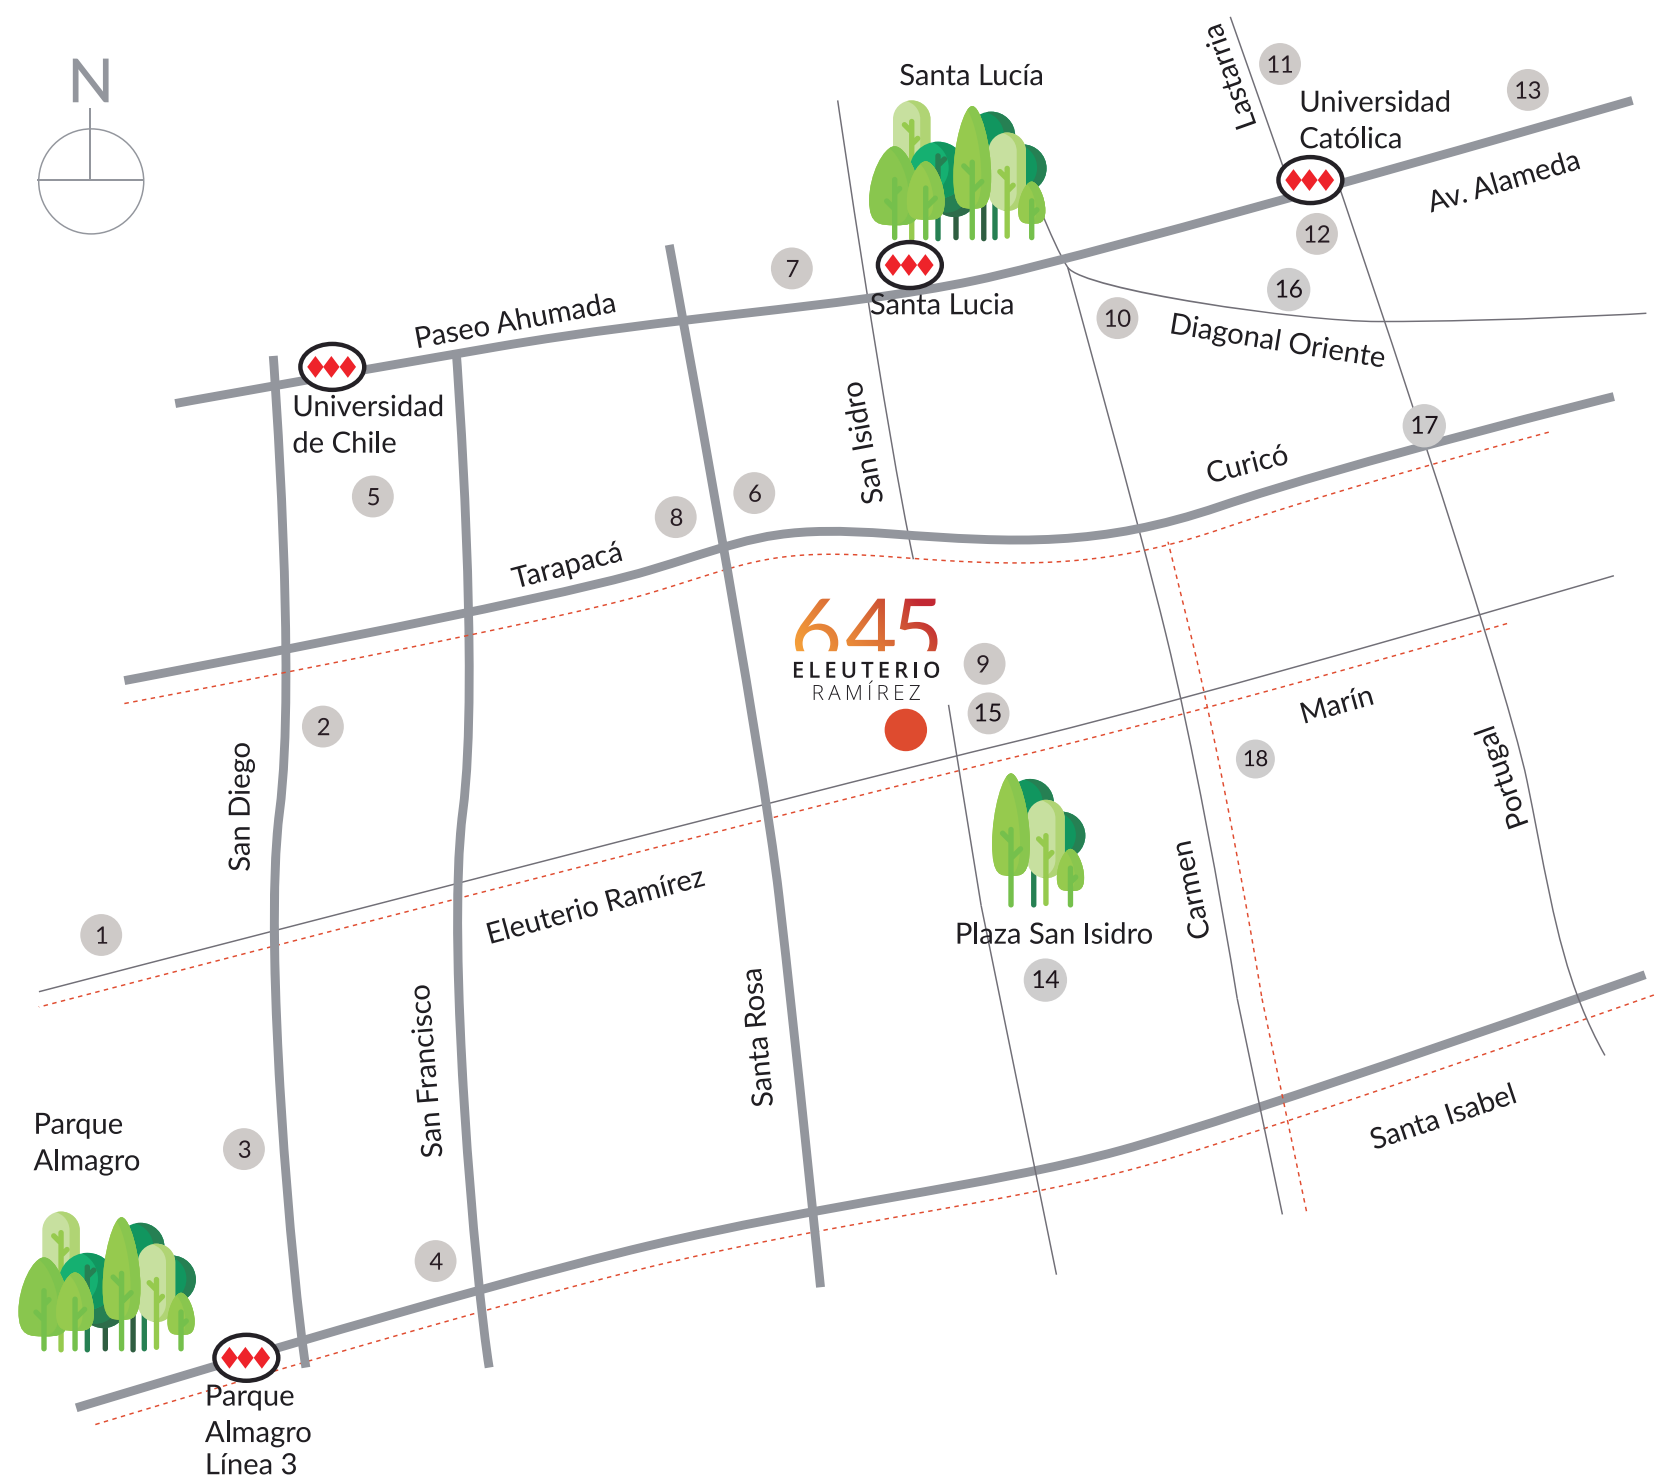 N
Santa Lucía
Lastarria
11
Universidad
Católica
13
Av. Alameda
12
7
Santa Lucia
16
10
Diagonal Oriente
Paseo Ahumada
Universidad
de Chile
5
San Isidro
17
Curicó
6
8
Tarapacá
645
ELEUTERIO
RAMÍREZ
9
15
Marín
2
18
San Diego
Portugal
Carmen
Eleuterio Ramírez
1
Plaza San Isidro
14
San Francisco
Santa Rosa
Santa Isabel
Parque
Almagro
3
4
Parque
Almagro
Línea 3